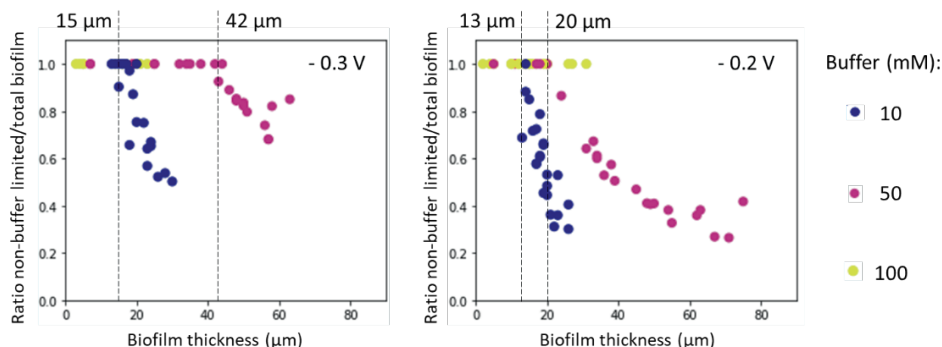 15 μm
42 μm
13 μm
20 μm
- 0.3 V
- 0.2 V
Buffer (mM):
10
50
100
Ratio non-buffer limited/total biofilm
1.0
0.8
0.6
0.4
0.2
0.0
0
20
40
60
80
Biofilm thickness (μm)
Ratio non-buffer limited/total biofilm
1.0
0.8
0.6
0.4
0.2
0.0
0
20
40
60
80
Biofilm thickness (μm)